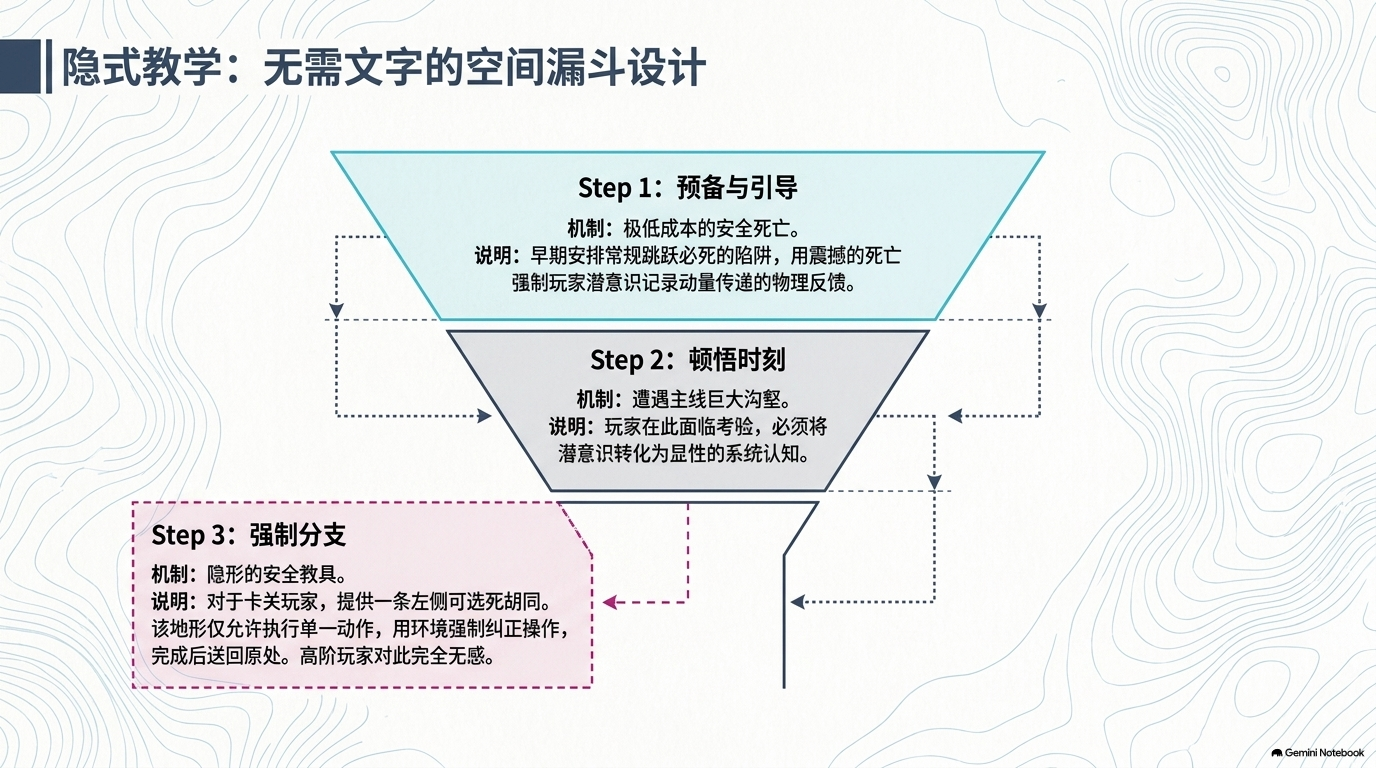 隐式教学：无需文字的空间漏斗设计
Step 1：预备与引导
机制：极低成本的安全死亡。
说明：早期安排常规跳跃必死的陷阱，用震撼的死亡
强制玩家潜意识记录动量传递的物理反馈。
Step 2：顿悟时刻
机制：遭遇主线巨大沟壑。
说明：玩家在此面临考验，必须将
潜意识转化为显性的系统认知。
Step 3：强制分支
机制：隐形的安全教具。
说明：对于卡关玩家，提供一条左侧可选死胡同。
该地形仅允许执行单一动作，用环境强制纠正操作，
完成后送回原处。高阶玩家对此完全无感。
Gemini Notebook